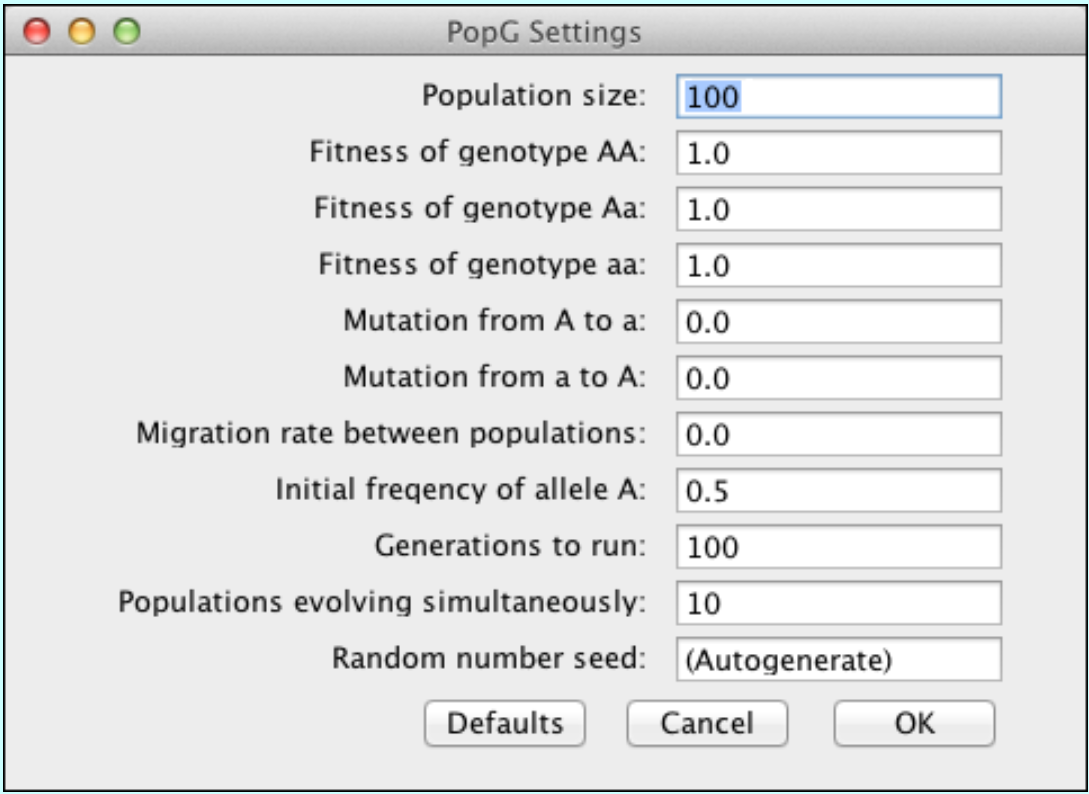 PopG Settings
Population size: 100
Fitness of genotype AA: 1.0
Fitness of genotype Aa: 1.0
Fitness of genotype aa: 1.0
Mutation from A to a: 0.0
Mutation from a to A: 0.0
Migration rate between populations: 0.0
Initial freqency of allele A: 0.5
Generations to run: 100
Populations evolving simultaneously: 10
Random number seed: (Autogenerate)
Defaults Cancel OK